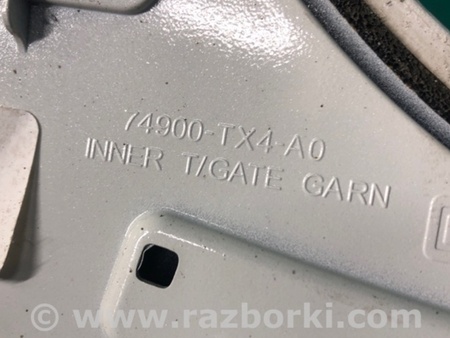 74900-TX4-A0
INNER T/GATE GARN
www.razborki.com